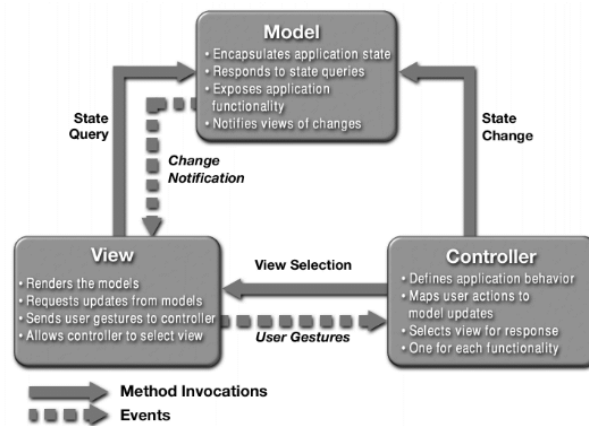 Model
• Encapsulates application state
• Responds to state queries
• Exposes application
functionality
• Notifies views of changes
State
Query
State
Change
Change
Notification
View
• Renders the models
• Requests updates from models
• Sends user gestures to controller
• Allows controller to select view
View Selection
User Gestures
Controller
• Defines application behavior
• Maps user actions to
model updates
• Selects view for response
• One for each functionality
Method Invocations
Events